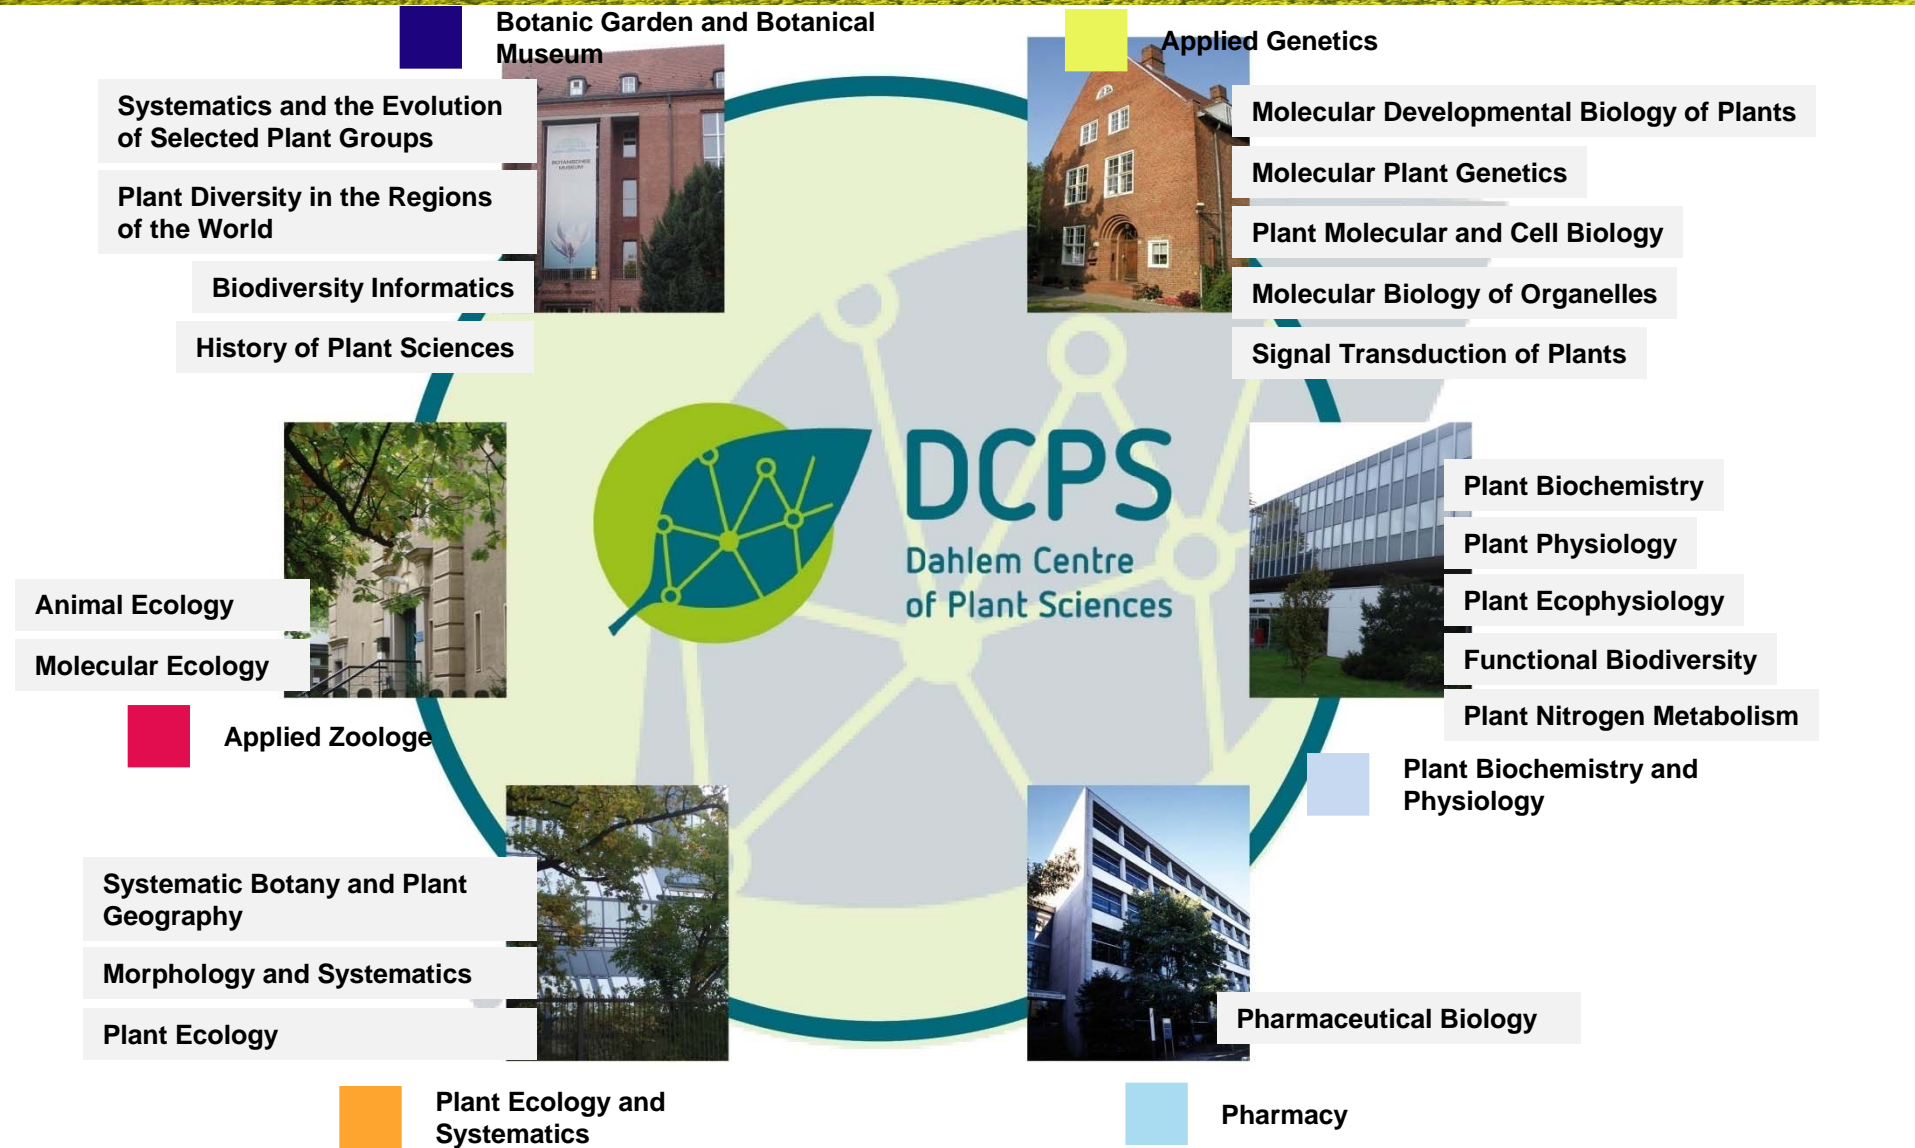 Botanic Garden and Botanical
Museum
Applied Genetics
Systematics and the Evolution
of Selected Plant Groups
Plant Diversity in the Regions
of the World
Biodiversity Informatics
History of Plant Sciences
BOTANISCHES
MUSEUM
Molecular Developmental Biology of Plants
Molecular Plant Genetics
Plant Molecular and Cell Biology
Molecular Biology of Organelles
Signal Transduction of Plants
DCPS
Dahlem Centre
of Plant Sciences
Animal Ecology
Molecular Ecology
Applied Zoologe
Plant Biochemistry
Plant Physiology
Plant Ecophysiology
Functional Biodiversity
Plant Nitrogen Metabolism
Plant Biochemistry and
Physiology
Systematic Botany and Plant
Geography
Morphology and Systematics
Plant Ecology
Plant Ecology and
Systematics
Pharmaceutical Biology
Pharmacy